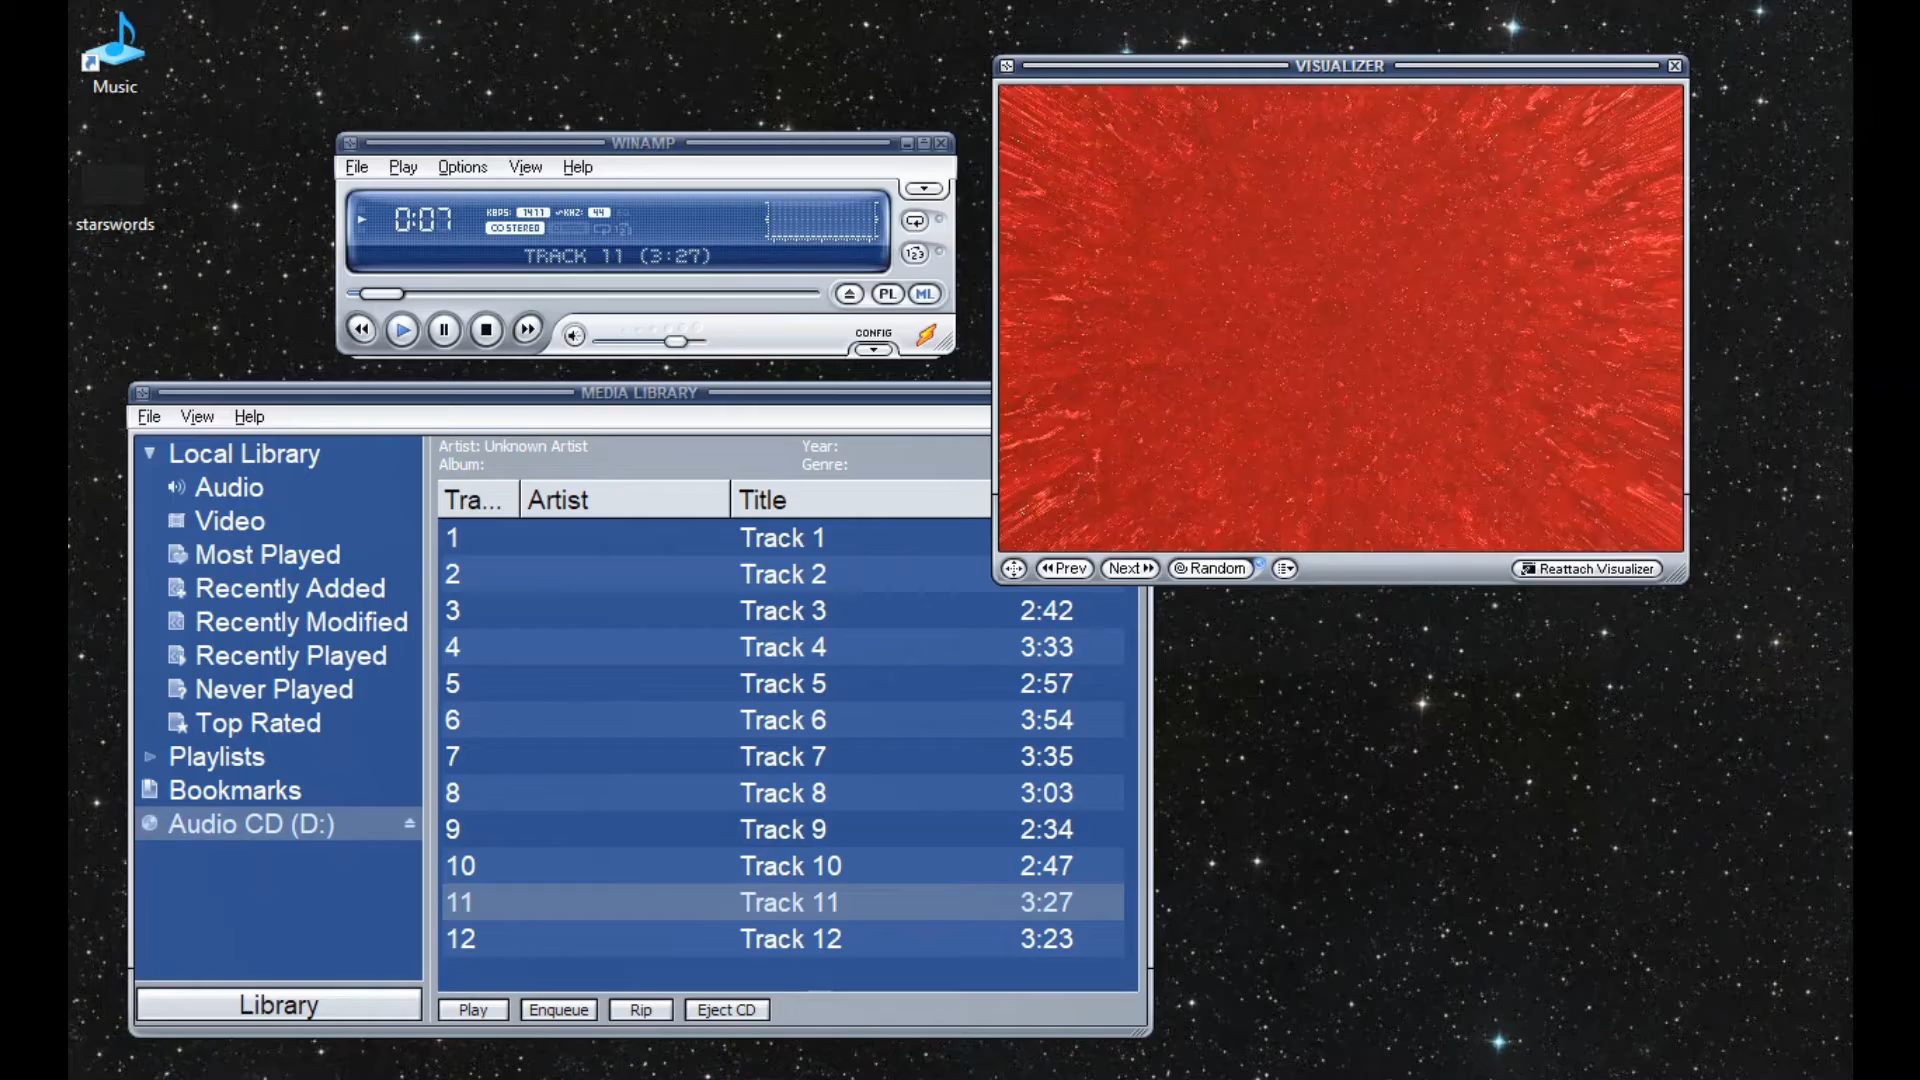 Music
starswords
WINAMP
File Play Options View Help
0:07
KBPS: 1411 KHZ: 44
STEREO
TRACK 11 (3:27)
123
PL ML
CONFIG
VISUALIZER
Prev Next Random Reattach Visualizer
MEDIA LIBRARY
File View Help
Local Library
Audio
Video
Most Played
Recently Added
Recently Modified
Recently Played
Never Played
Top Rated
Playlists
Bookmarks
Audio CD (D:)
Library
Artist: Unknown Artist Year:
Album: Genre:
Tra... Artist Title
1 Track 1
2 Track 2
3 Track 3 2:42
4 Track 4 3:33
5 Track 5 2:57
6 Track 6 3:54
7 Track 7 3:35
8 Track 8 3:03
9 Track 9 2:34
10 Track 10 2:47
11 Track 11 3:27
12 Track 12 3:23
Play Enqueue Rip Eject CD